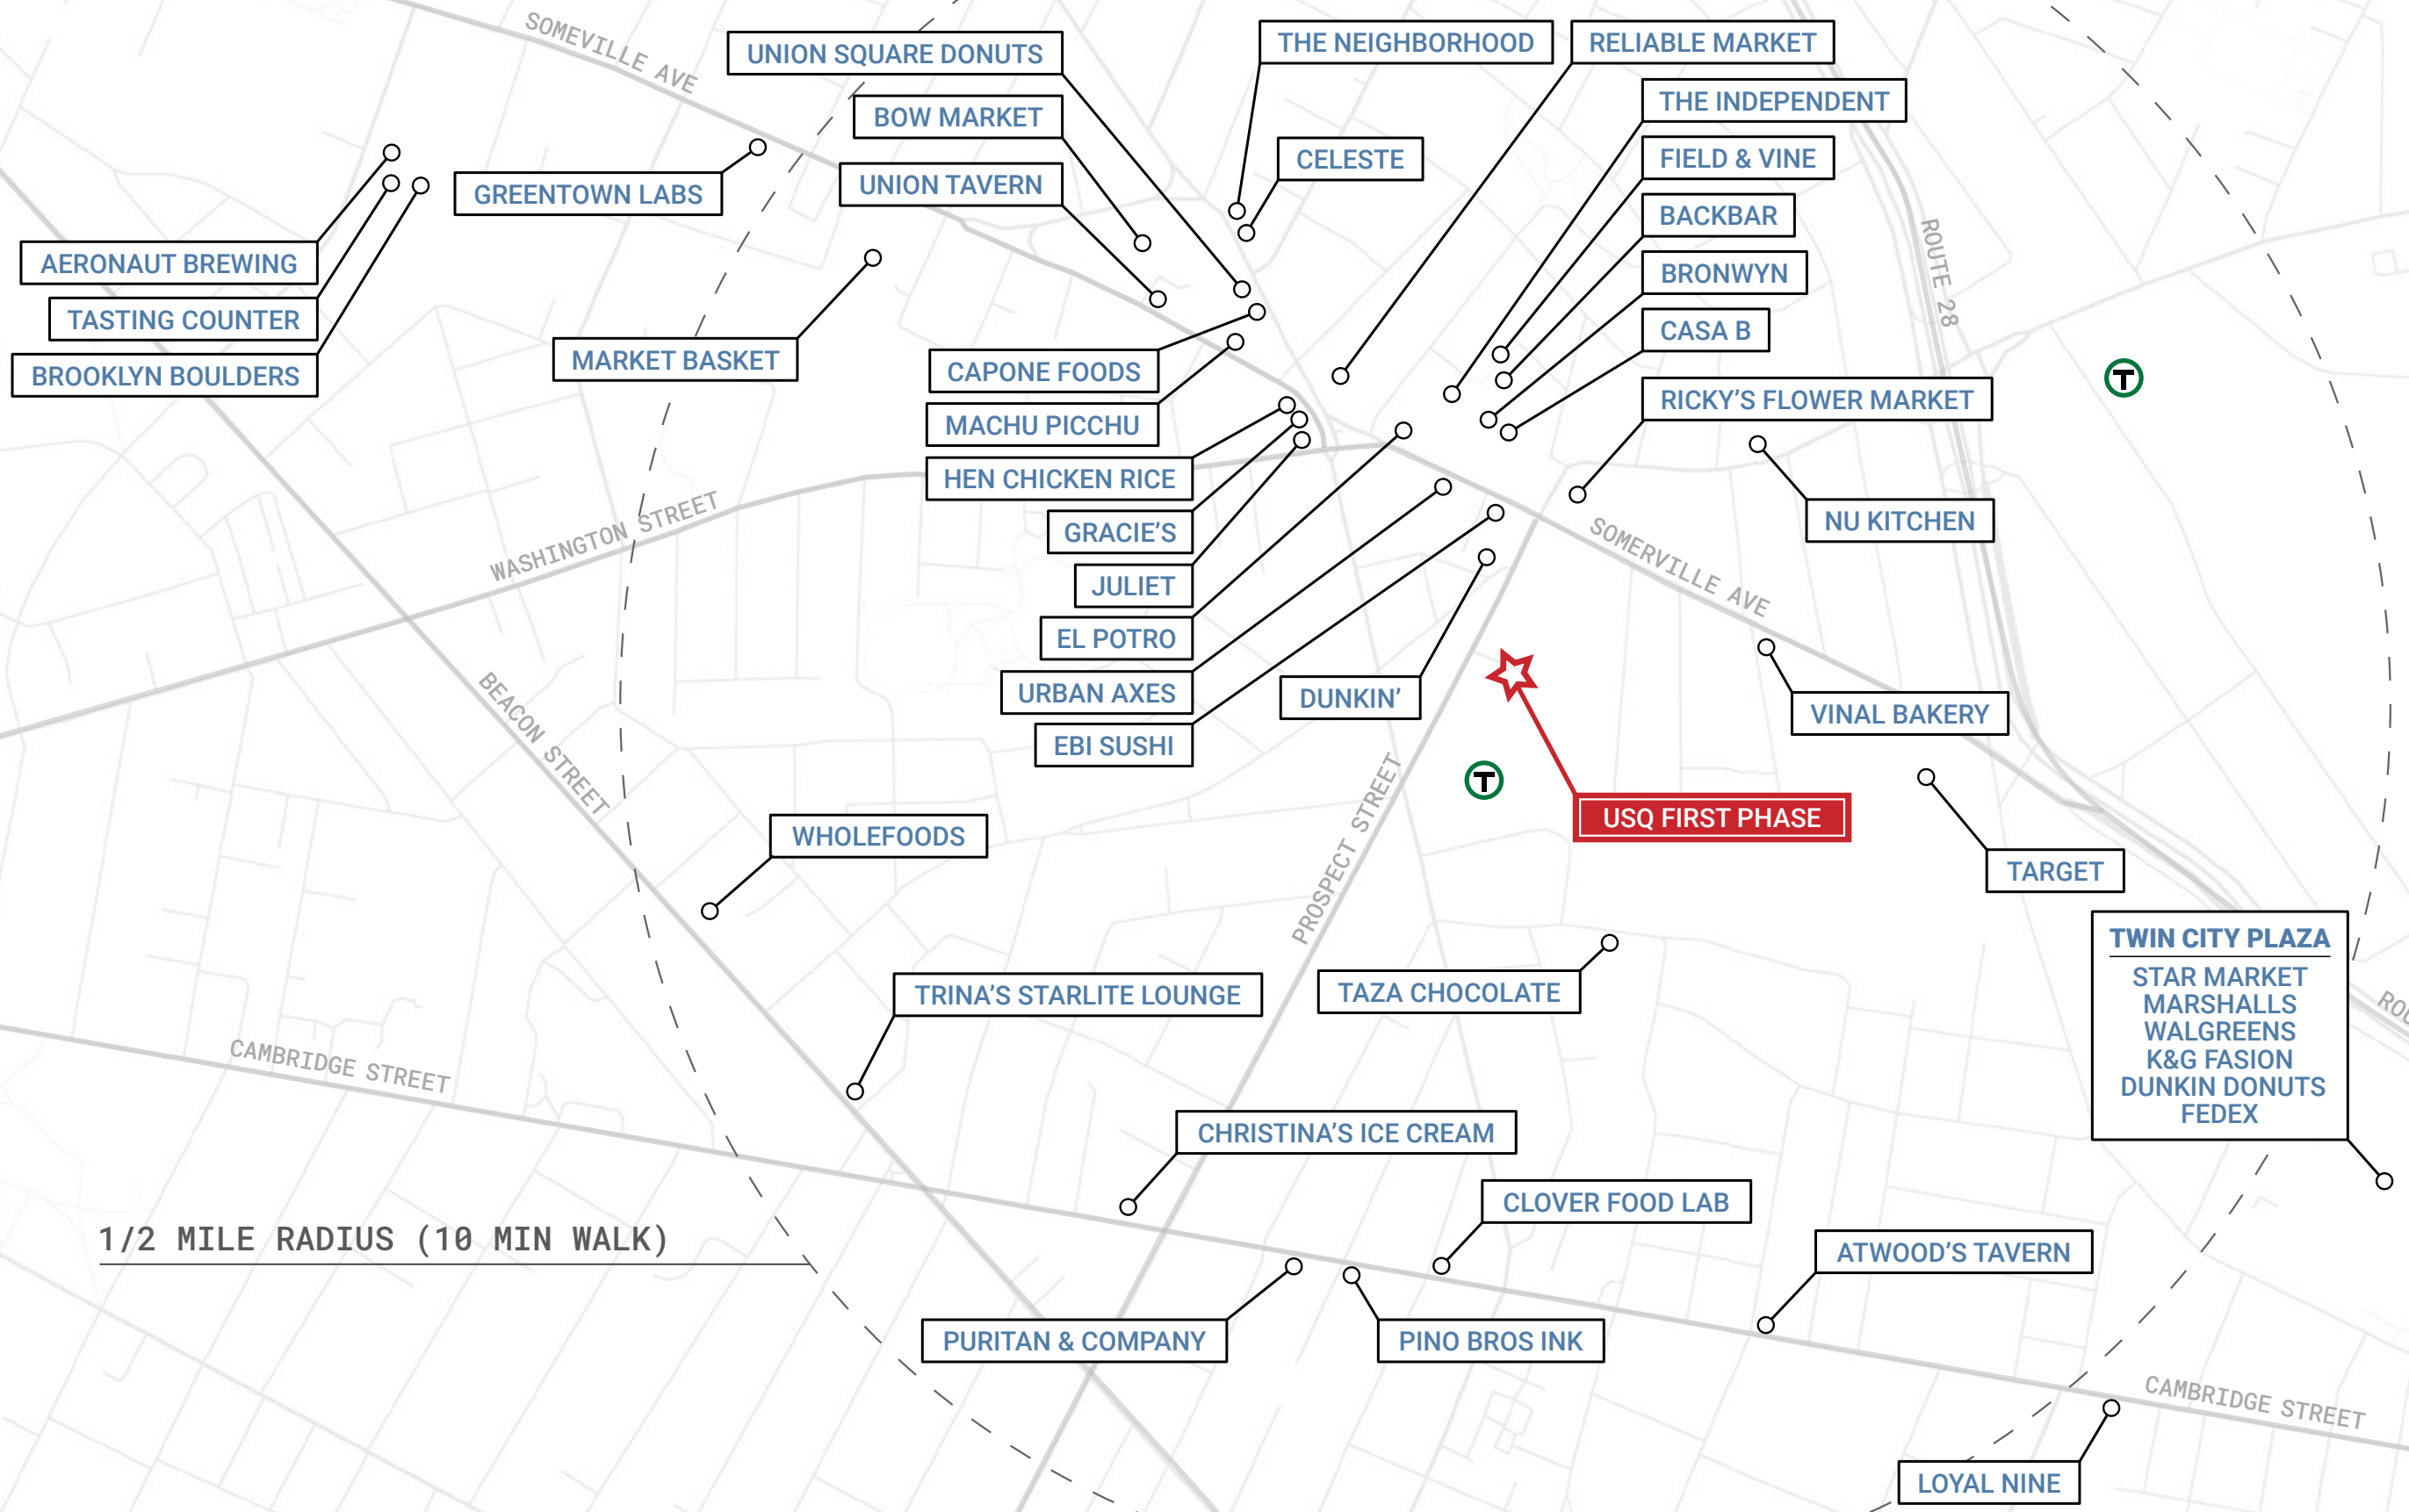 SOMEVILLE AVE
UNION SQUARE DONUTS
THE NEIGHBORHOOD
RELIABLE MARKET
BOW MARKET
THE INDEPENDENT
CELESTE
FIELD & VINE
UNION TAVERN
GREENTOWN LABS
BACKBAR
AERONAUT BREWING
BRONWYN
ROUTE 28
TASTING COUNTER
CASA B
MARKET BASKET
CAPONE FOODS
BROOKLYN BOULDERS
T
RICKY’S FLOWER MARKET
MACHU PICCHU
HEN CHICKEN RICE
WASHINGTON STREET
GRACIE’S
NU KITCHEN
SOMERVILLE AVE
JULIET
EL POTRO
URBAN AXES
DUNKIN’
VINAL BAKERY
EBI SUSHI
BEACON STREET
T
USQ FIRST PHASE
WHOLEFOODS
PROSPECT STREET
TARGET
TWIN CITY PLAZA
STAR MARKET
MARSHALLS
WALGREENS
K&G FASION
DUNKIN DONUTS
FEDEX
TRINA’S STARLITE LOUNGE
TAZA CHOCOLATE
ROU
CAMBRIDGE STREET
CHRISTINA’S ICE CREAM
CLOVER FOOD LAB
1/2 MILE RADIUS (10 MIN WALK)
ATWOOD’S TAVERN
PURITAN & COMPANY
PINO BROS INK
CAMBRIDGE STREET
LOYAL NINE